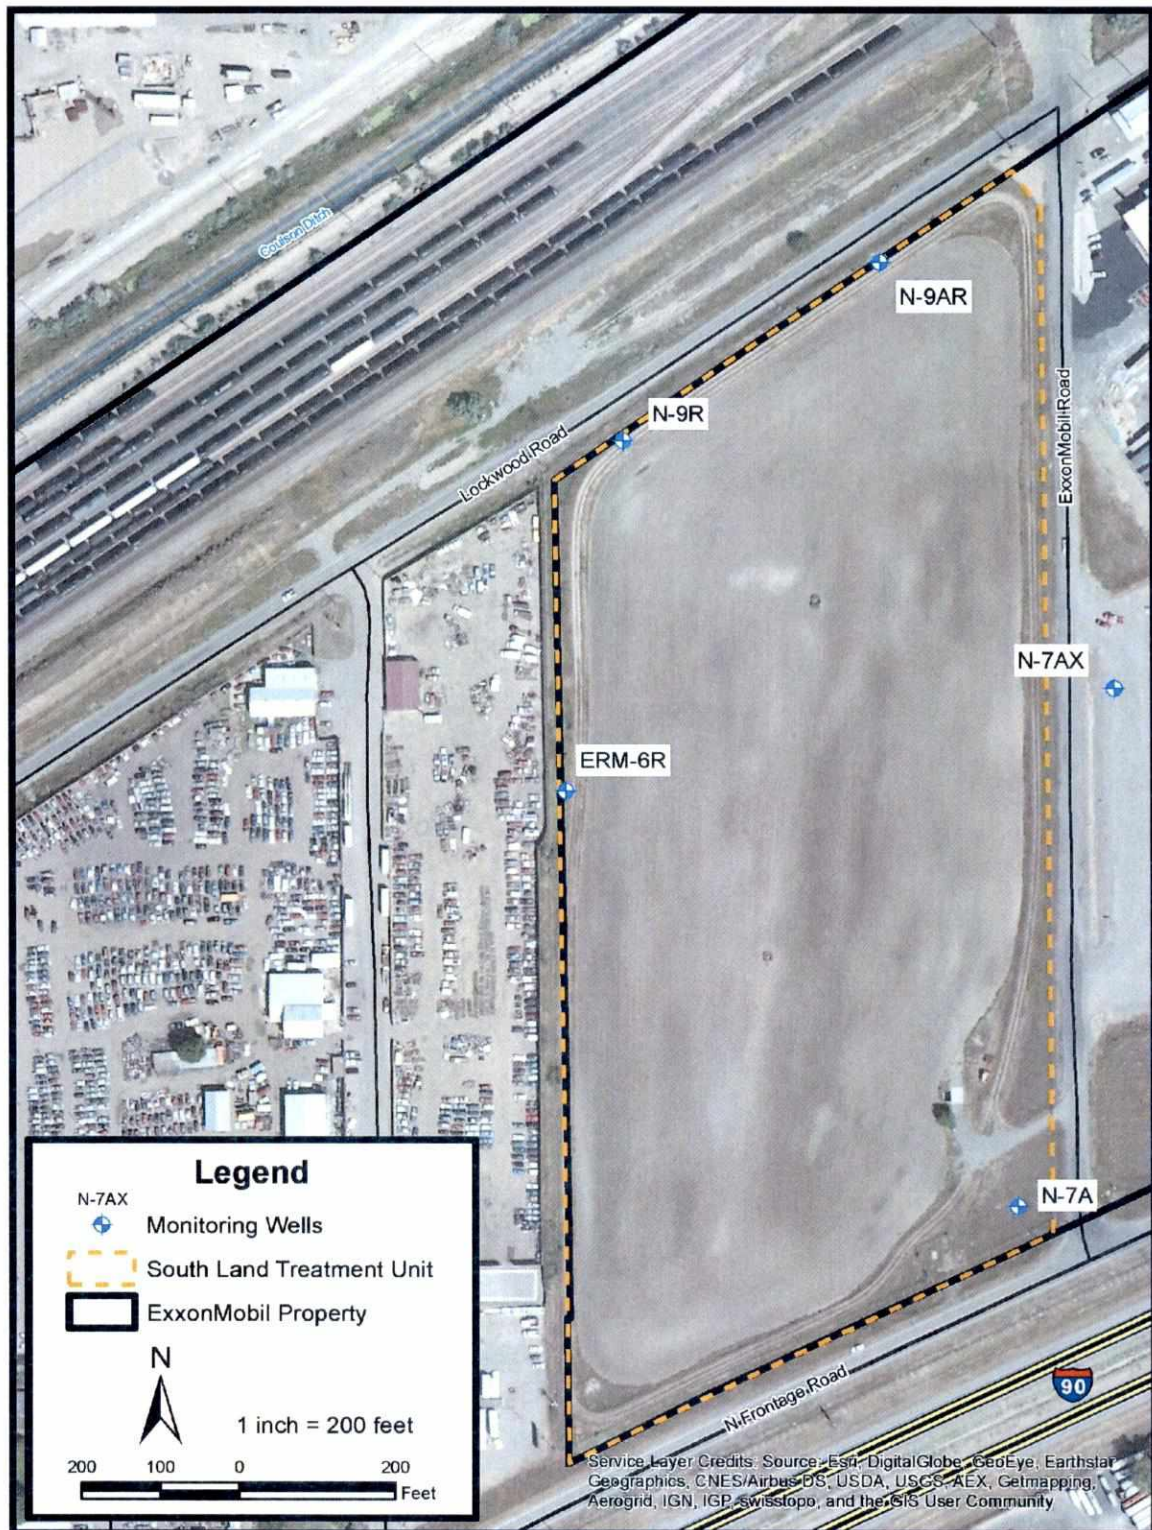 Coulson Ditch
N-9AR
N-9R
Lockwood Road
ExxonMobil Road
N-7AX
ERM-6R
N-7A
N Frontage Road
90
Legend
N-7AX
Monitoring Wells
South Land Treatment Unit
ExxonMobil Property
N
1 inch = 200 feet
200 100 0 200
Feet
Service Layer Credits: Source: Esri, DigitalGlobe, GeoEye, Earthstar
Geographics, CNES/Airbus DS, USDA, USGS, AEX, Getmapping,
Aerogrid, IGN, IGP, swisstopo, and the GIS User Community